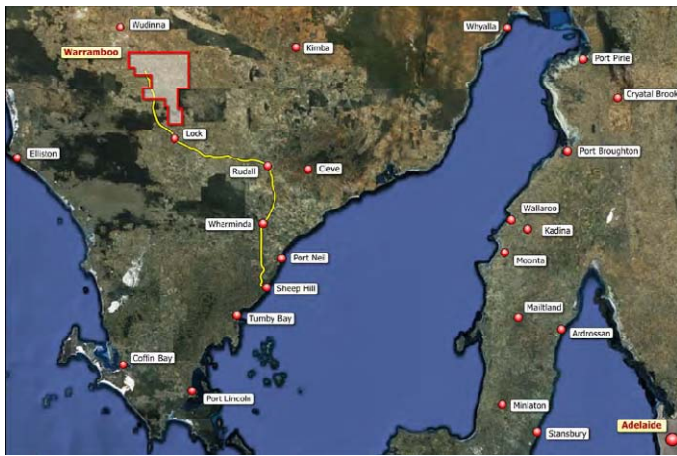 Wudinna
Whyalla
Warramboo
Kimba
Port Pirie
Crystal Brook
Lock
Elliston
Rudall
Cleve
Port Broughton
Wharminda
Wallaroo
Kadina
Moonta
Port Neil
Sheep Hill
Tumby Bay
Maitland
Ardrossan
Coffin Bay
Port Lincoln
Minlaton
Stansbury
Adelaide